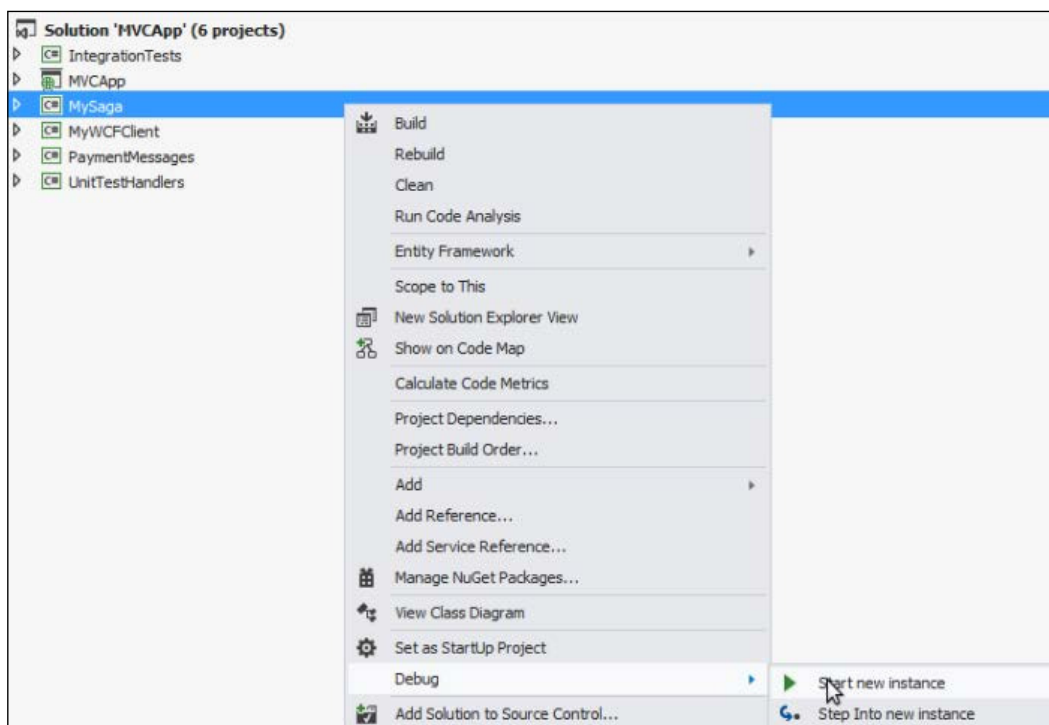 Solution 'MVCApp' (6 projects)
C# IntegrationTests
MVCApp
C# MySaga
C# MyWCFClient
C# PaymentMessages
C# UnitTestHandlers
Build
Rebuild
Clean
Run Code Analysis
Entity Framework
Scope to This
New Solution Explorer View
Show on Code Map
Calculate Code Metrics
Project Dependencies...
Project Build Order...
Add
Add Reference...
Add Service Reference...
Manage NuGet Packages...
View Class Diagram
Set as StartUp Project
Debug
Start new instance
Add Solution to Source Control...
Step Into new instance